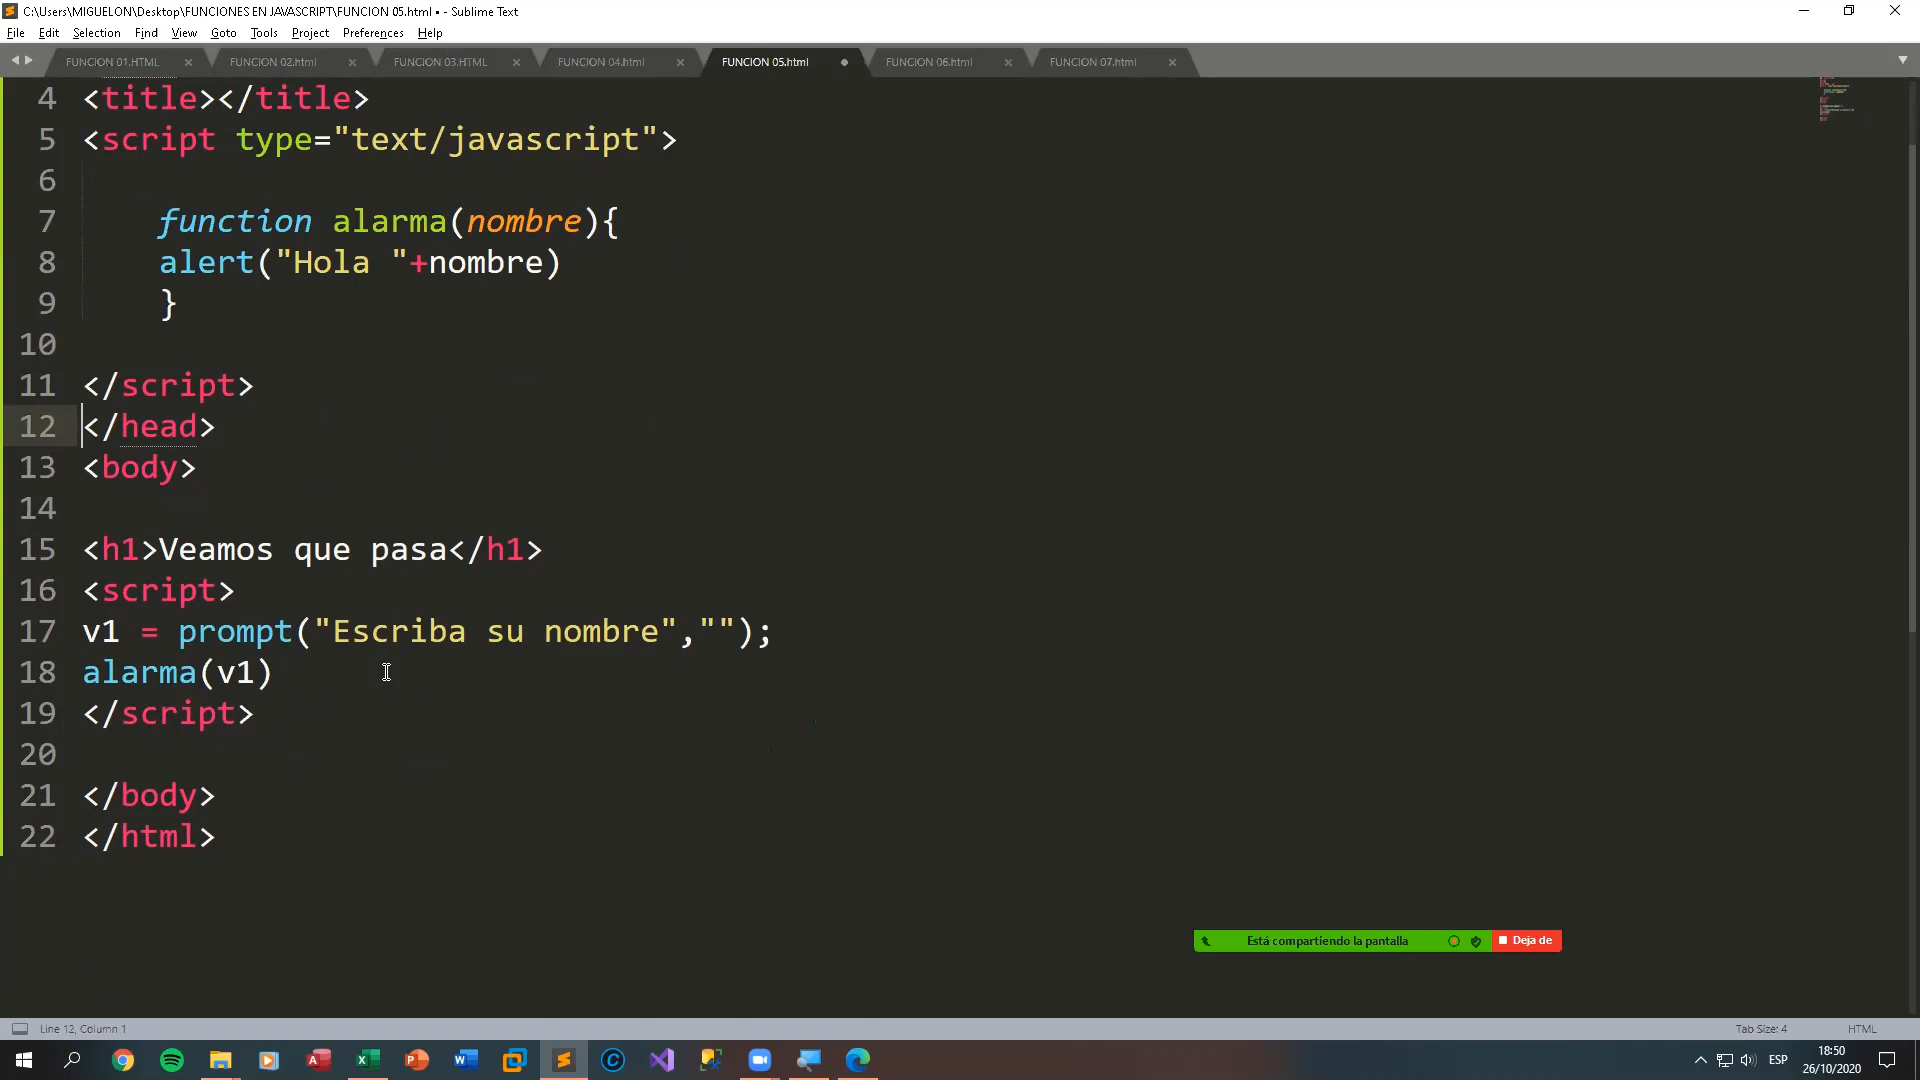 C:\Users\MIGUELON\Desktop\FUNCIONES EN JAVASCRIPT\FUNCION 05.html • - Sublime Text
File Edit Selection Find View Goto Tools Project Preferences Help
FUNCION 01.HTML FUNCION 02.html FUNCION 03.HTML FUNCION 04.html FUNCION 05.html FUNCION 06.html FUNCION 07.html
4 <title></title>
5 <script type="text/javascript">
6
7 function alarma(nombre){
8 alert("Hola "+nombre)
9 }
10
11 </script>
12 </head>
13 <body>
14
15 <h1>Veamos que pasa</h1>
16 <script>
17 v1 = prompt("Escriba su nombre","");
18 alarma(v1)
19 </script>
20
21 </body>
22 </html>
Está compartiendo la pantalla Deja de
Line 12, Column 1 Tab Size: 4 HTML
ESP 18:50
26/10/2020